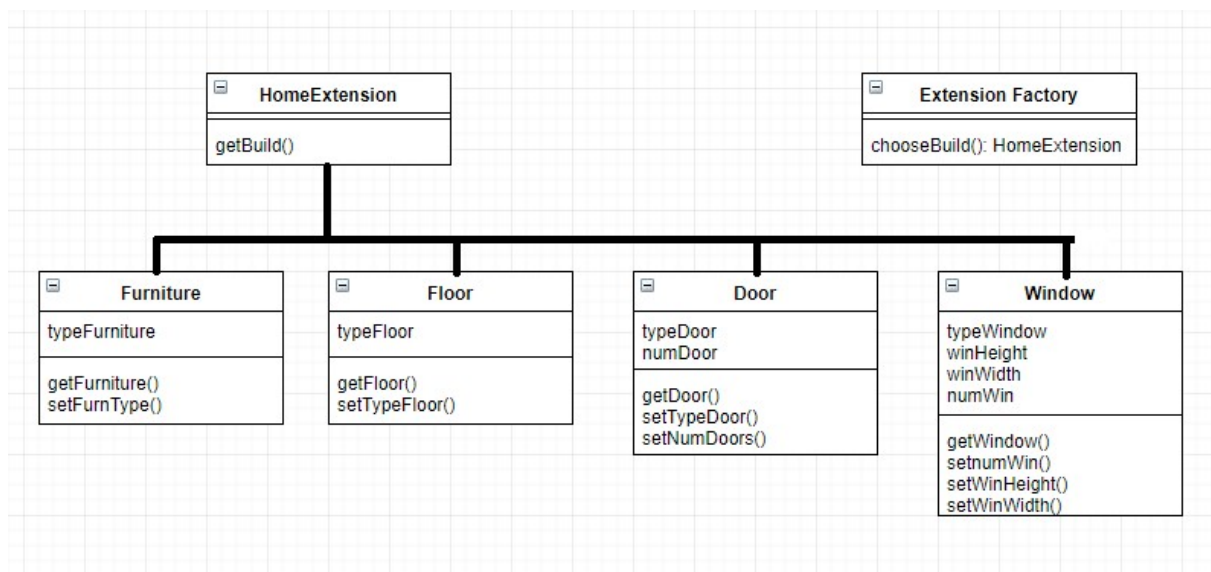 HomeExtension
getBuild()
Extension Factory
chooseBuild(): HomeExtension
Furniture
typeFurniture
getFurniture()
setFurnType()
Floor
typeFloor
getFloor()
setTypeFloor()
Door
typeDoor
numDoor
getDoor()
setTypeDoor()
setNumDoors()
Window
typeWindow
winHeight
winWidth
numWin
getWindow()
setnumWin()
setWinHeight()
setWinWidth()